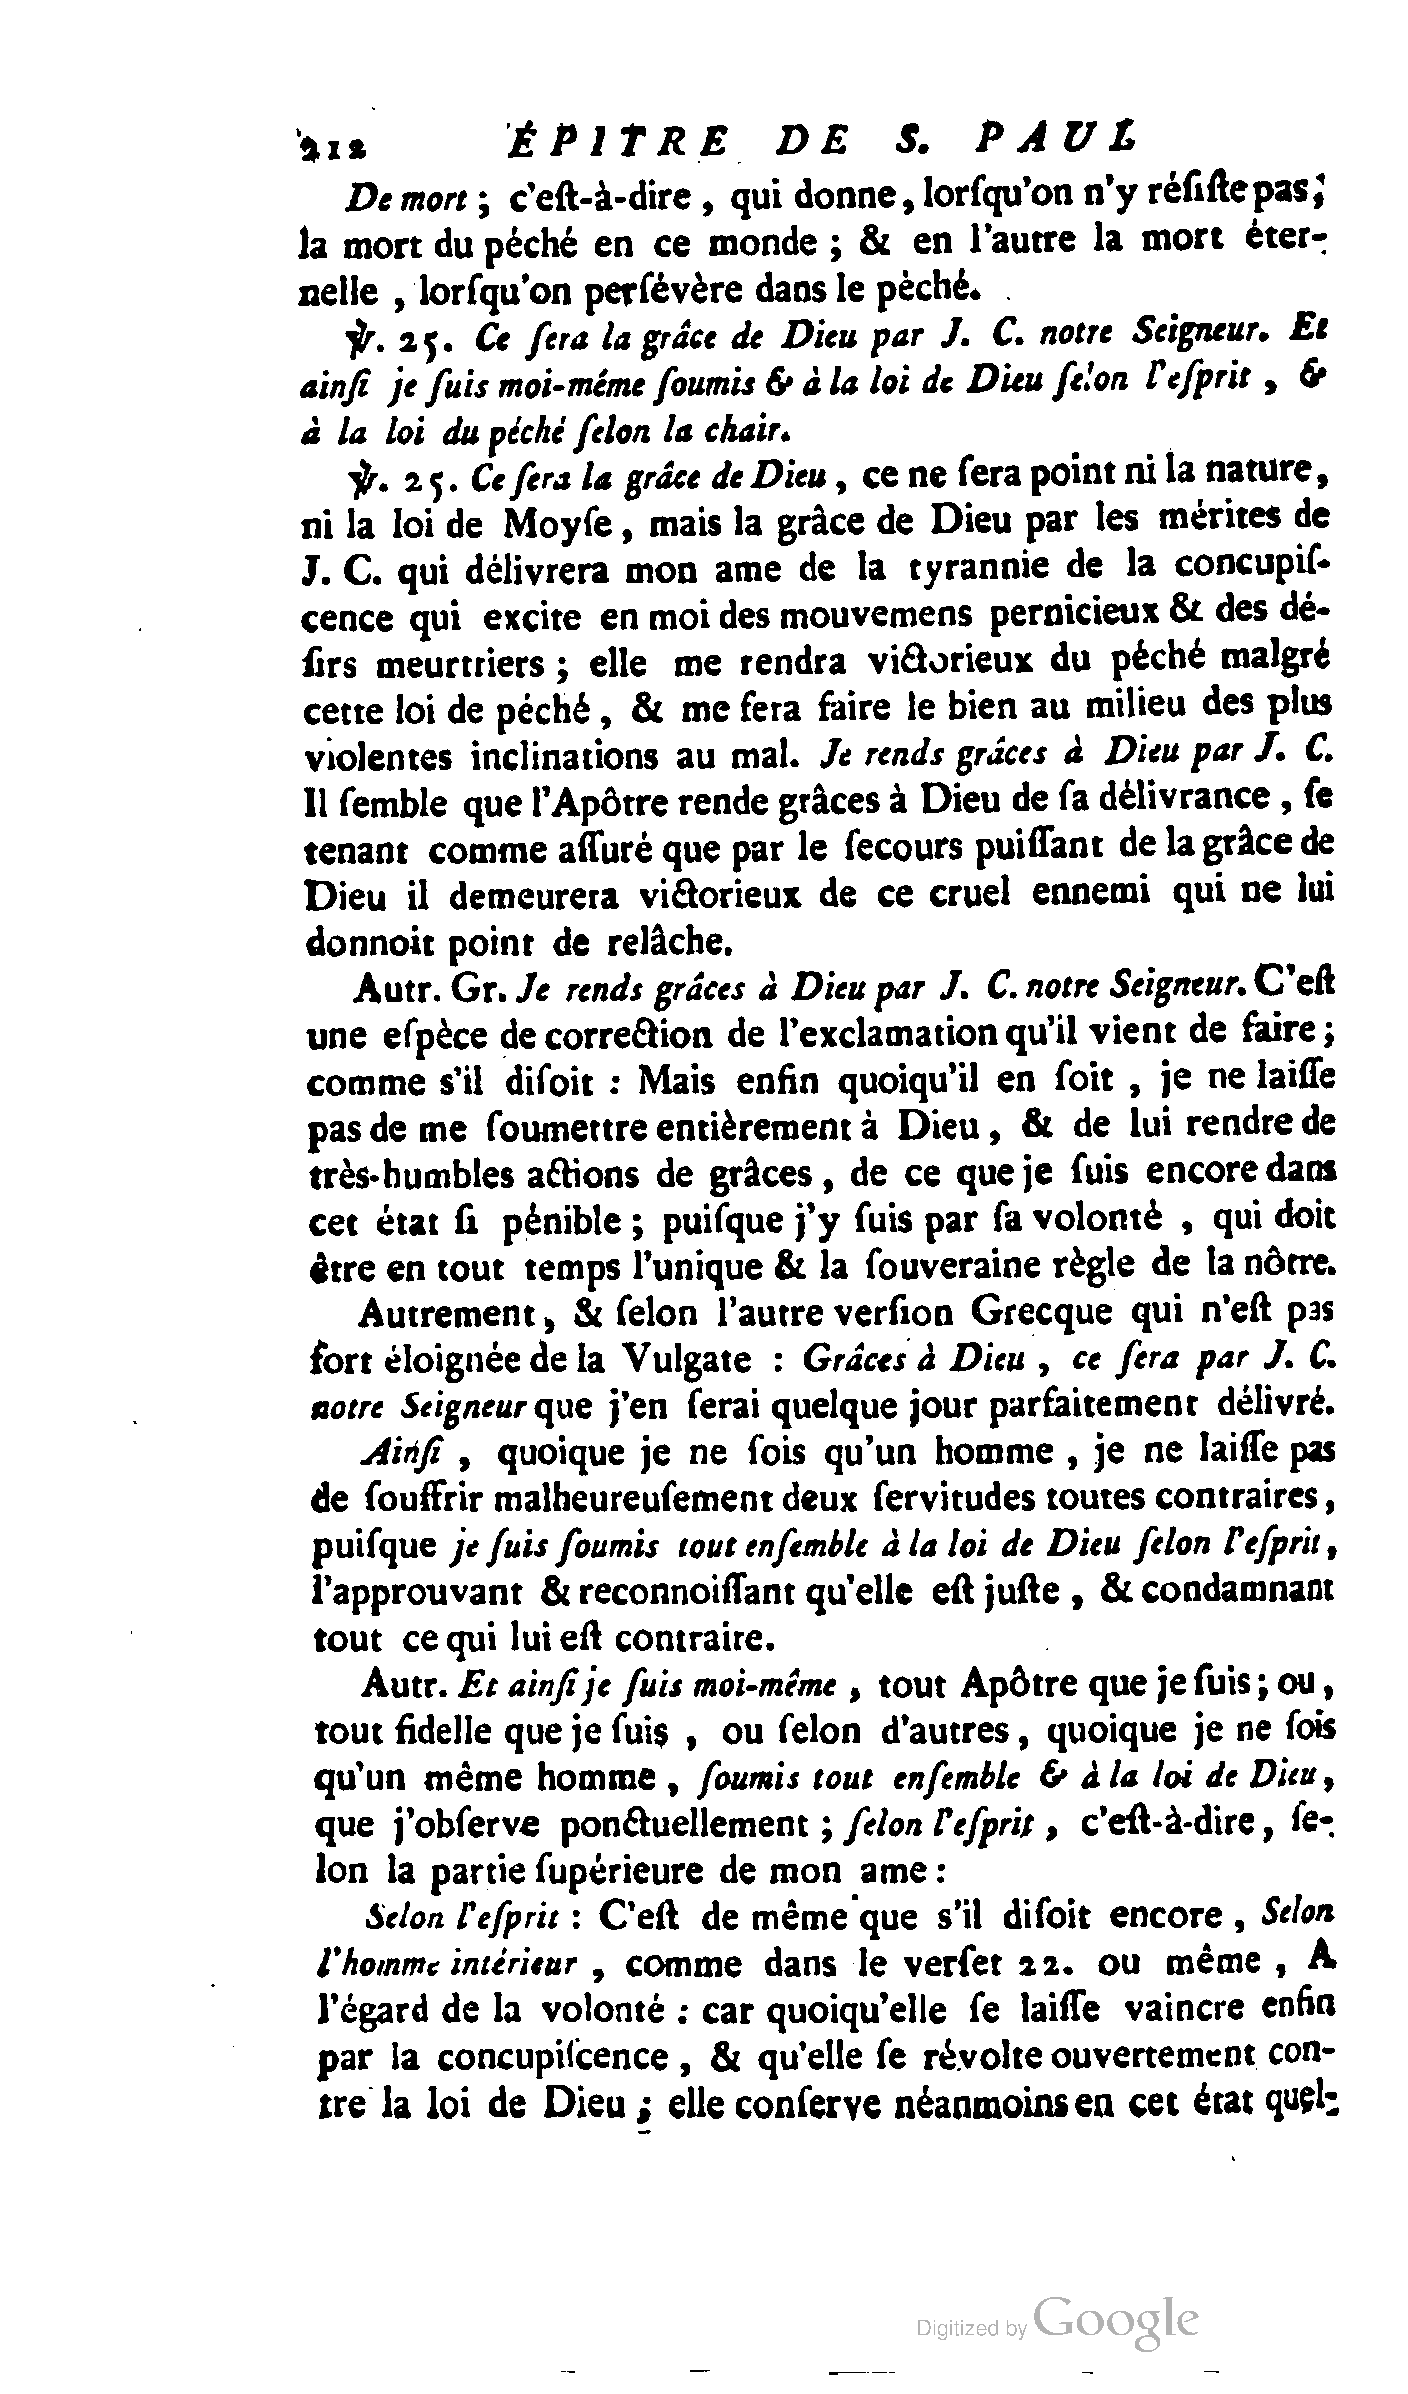 212 ÉPITRE DE S. PAUL
De mort ; c'eſt-à-dire , qui donne, lorſqu'on n'y réſiſte pas,
la mort du péché en ce monde ; & en l'autre la mort éter-
nelle , lorſqu'on perſévère dans le péché.
℣. 25. Ce ſera la grâce de Dieu par J. C. notre Seigneur. Et
ainſi je ſuis moi-méme ſoumis & à la loi de Dieu ſelon l'eſprit , &
à la loi du péché ſelon la chair.
℣. 25. Ce ſera la grâce de Dieu , ce ne ſera point ni la nature,
ni la loi de Moyſe, mais la grâce de Dieu par les mérites de
J. C. qui délivrera mon ame de la tyrannie de la concupiſ-
cence qui excite en moi des mouvemens pernicieux & des dé-
ſirs meurtriers ; elle me rendra victorieux du péché malgré
cette loi de péché , & me fera faire le bien au milieu des plus
violentes inclinations au mal. Je rends grâces à Dieu par J. C.
Il ſemble que l'Apôtre rende grâces à Dieu de ſa délivrance , ſe
tenant comme aſſuré que par le ſecours puiſſant de la grâce de
Dieu il demeurera victorieux de ce cruel ennemi qui ne lui
donnoit point de relâche.
Autr. Gr. Je rends grâces à Dieu par J. C. notre Seigneur. C'eſt
une eſpèce de correction de l'exclamation qu'il vient de faire ;
comme s'il diſoit : Mais enfin quoiqu'il en ſoit , je ne laiſſe
pas de me ſoumettre entièrement à Dieu , & de lui rendre de
très-humbles actions de grâces , de ce que je ſuis encore dans
cet état ſi pénible ; puiſque j'y ſuis par ſa volonté , qui doit
être en tout temps l'unique & la ſouveraine règle de la nôtre.
Autrement , & ſelon l'autre verſion Grecque qui n'eſt pas
fort éloignée de la Vulgate : Grâces à Dieu , ce ſera par J. C.
notre Seigneur que j'en ſerai quelque jour parfaitement délivré.
Ainſi , quoique je ne ſois qu'un homme , je ne laiſſe pas
de ſouffrir malheureuſement deux ſervitudes toutes contraires,
puiſque je ſuis ſoumis tout enſemble à la loi de Dieu ſelon l'eſprit,
l'approuvant & reconnoiſſant qu'elle eſt juſte , & condamnant
tout ce qui lui eſt contraire.
Autr. Et ainſi je ſuis moi-même , tout Apôtre que je ſuis ; ou,
tout fidelle que je ſuis , ou ſelon d'autres, quoique je ne ſois
qu'un même homme , ſoumis tout enſemble & à la loi de Dieu,
que j'obſerve ponctuellement ; ſelon l'eſprit , c'eſt-à-dire, ſe-
lon la partie ſupérieure de mon ame :
Selon l'eſprit : C'eſt de même que s'il diſoit encore , Selon
l'homme intérieur , comme dans le verſet 22. ou même , A
l'égard de la volonté : car quoiqu'elle ſe laiſſe vaincre enfin
par la concupiſcence , & qu'elle ſe révolte ouvertement con-
tre la loi de Dieu ; elle conſerve néanmoins en cet état quel-
Digitized by Google